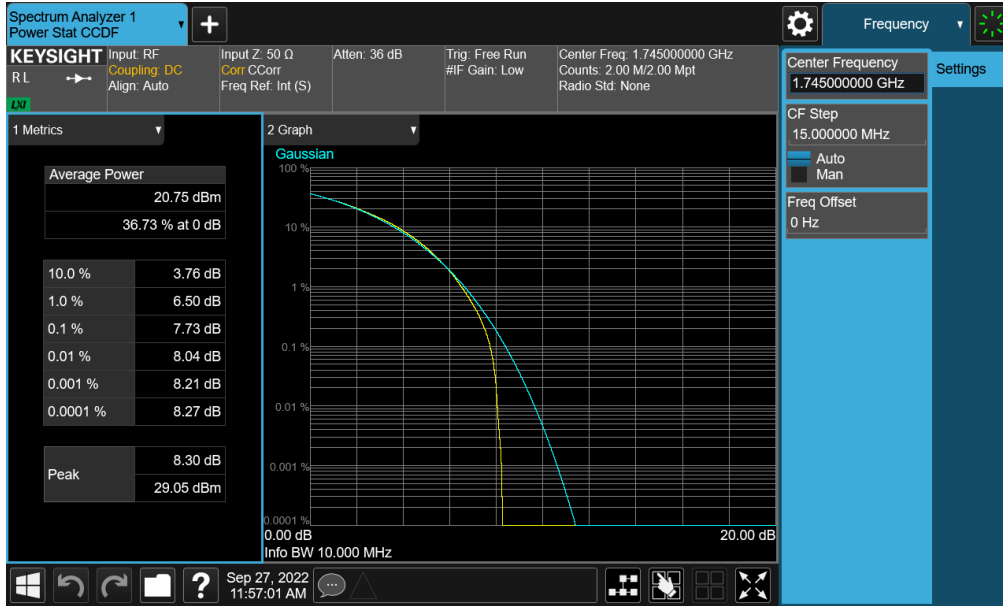 Spectrum Analyzer 1
Power Stat CCDF
Frequency
KEYSIGHT
RL
LXI
Input: RF
Coupling: DC
Align: Auto
Input Z: 50 Ω
Corr CCorr
Freq Ref: Int (S)
Atten: 36 dB
Trig: Free Run
#IF Gain: Low
Center Freq: 1.745000000 GHz
Counts: 2.00 M/2.00 Mpt
Radio Std: None
Center Frequency
1.745000000 GHz
Settings
CF Step
15.000000 MHz
Auto
Man
Freq Offset
0 Hz
1 Metrics
Average Power
20.75 dBm
36.73 % at 0 dB
10.0 % 3.76 dB
1.0 % 6.50 dB
0.1 % 7.73 dB
0.01 % 8.04 dB
0.001 % 8.21 dB
0.0001 % 8.27 dB
Peak 8.30 dB
29.05 dBm
2 Graph
Gaussian
100 %
10 %
1 %
0.1 %
0.01 %
0.001 %
0.0001 %
0.00 dB 20.00 dB
Info BW 10.000 MHz
?
Sep 27, 2022
11:57:01 AM